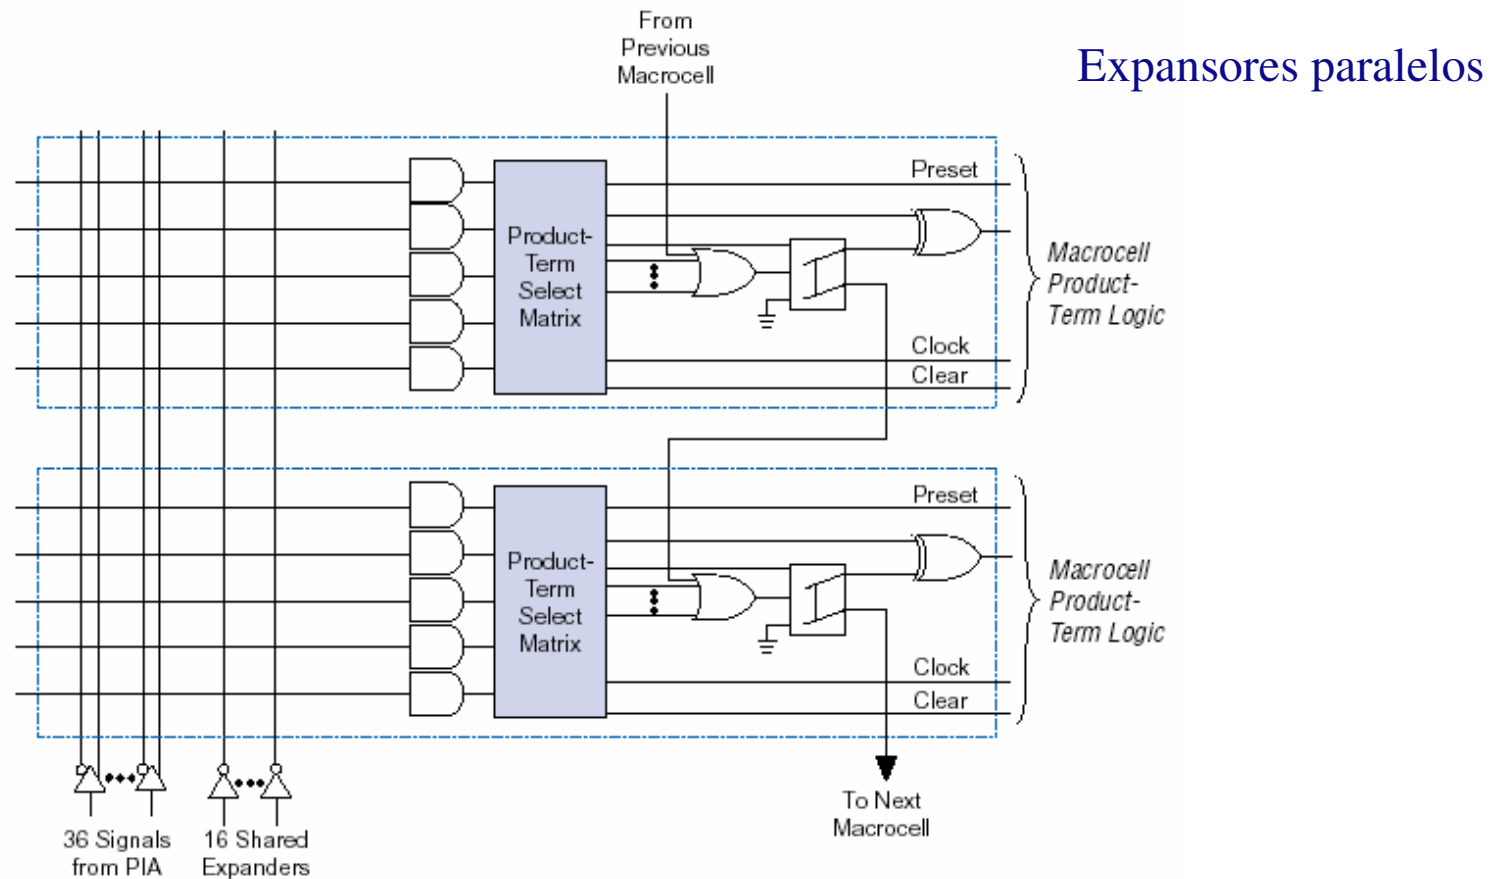 Expansores paralelos
From
Previous
Macrocell
Preset
Product-
Term
Select
Matrix
Macrocell
Product-
Term Logic
Clock
Clear
Preset
Product-
Term
Select
Matrix
Macrocell
Product-
Term Logic
Clock
Clear
36 Signals
from PIA
16 Shared
Expanders
To Next
Macrocell